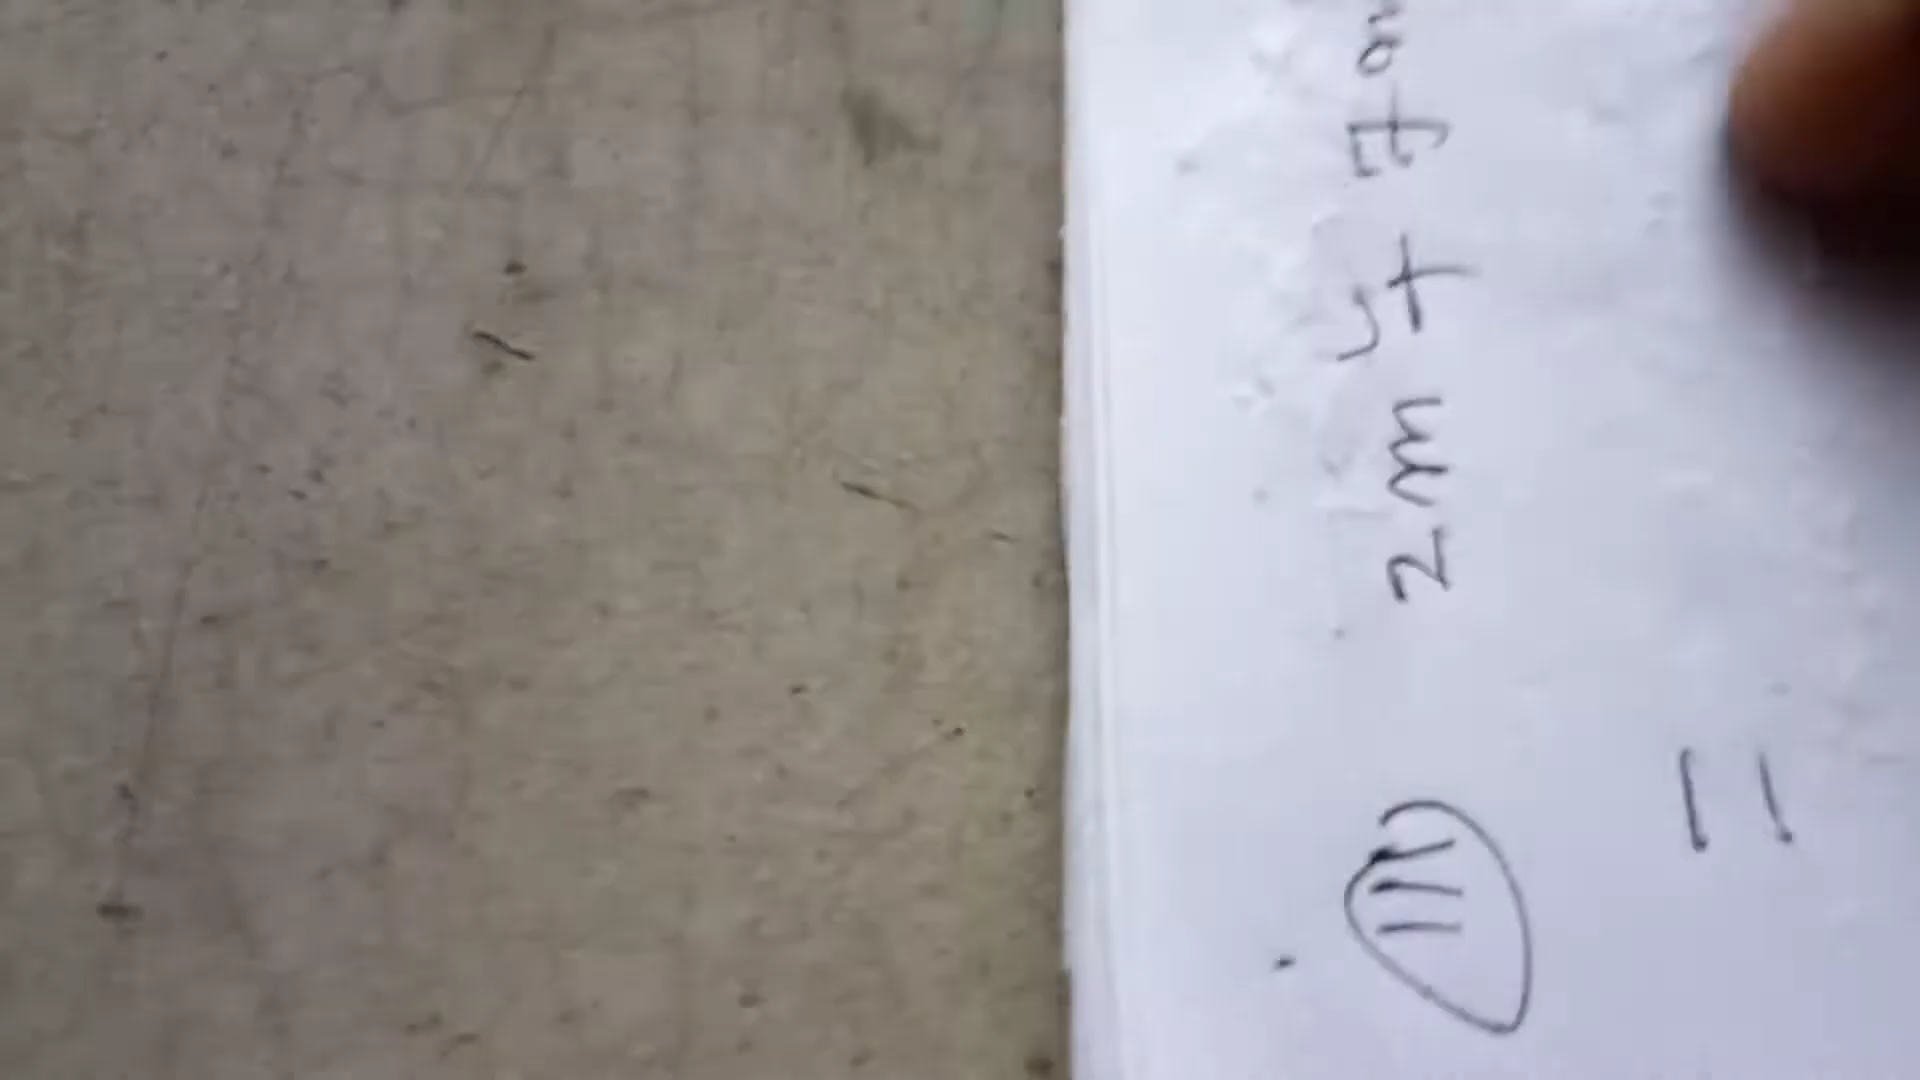 III 2m⁴ + 7
=